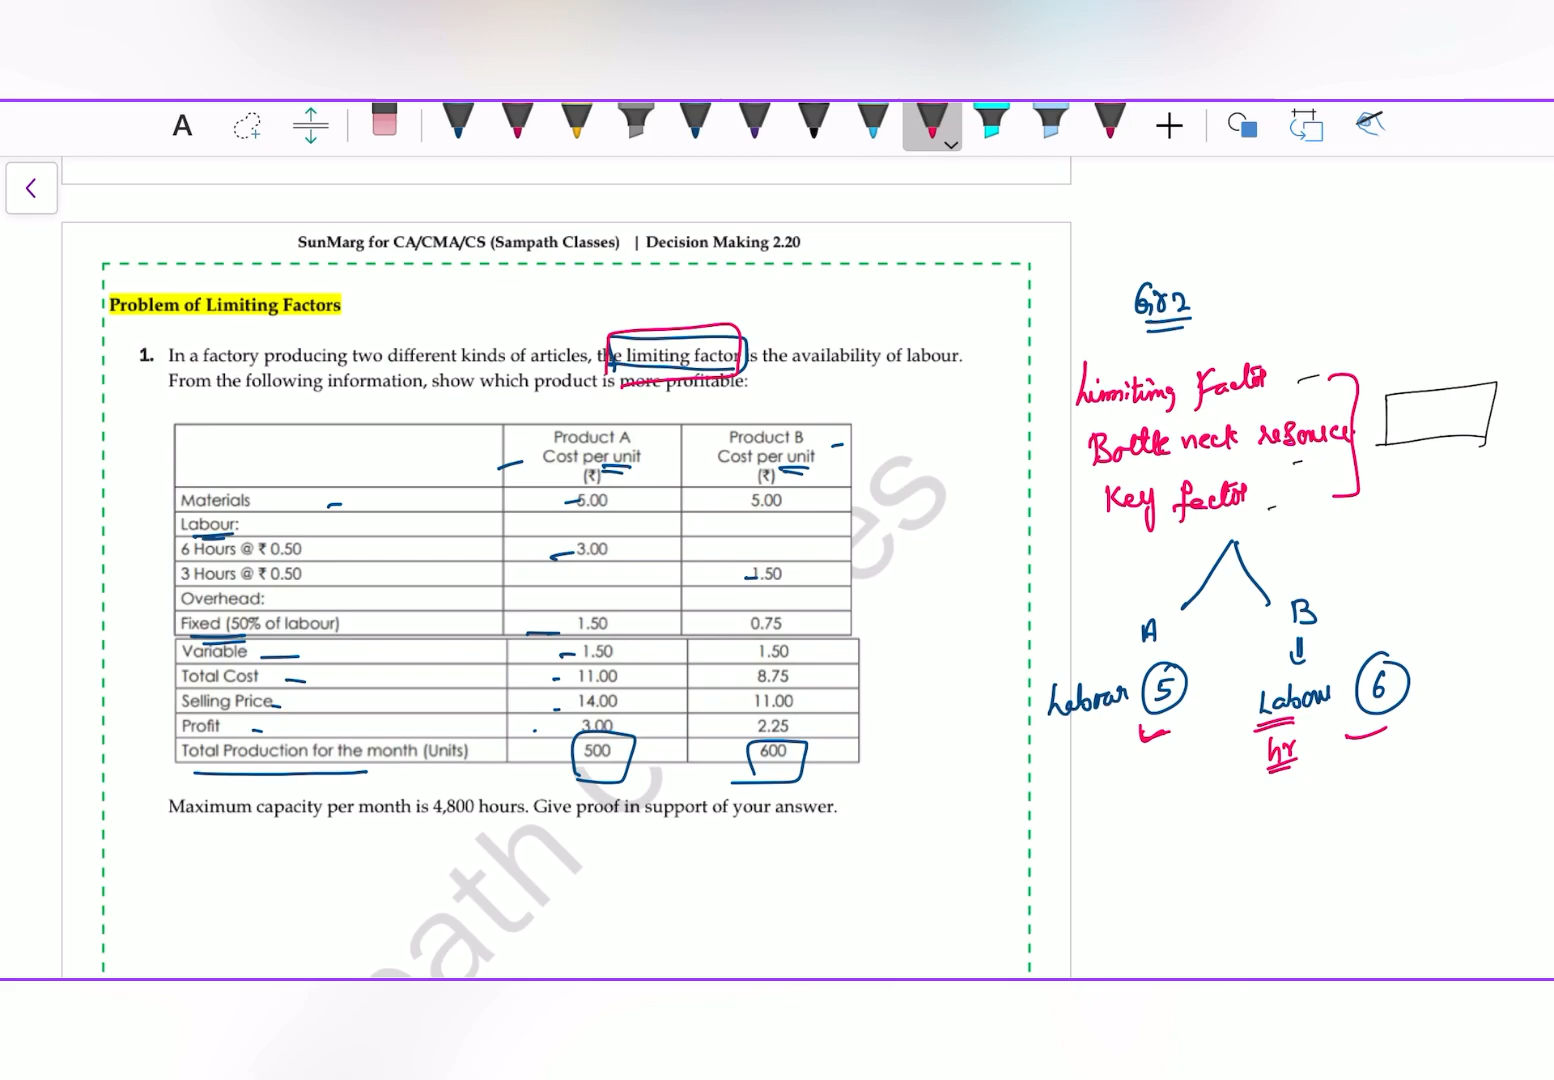 A
SunMarg for CA/CMA/CS (Sampath Classes) | Decision Making 2.20
Problem of Limiting Factors
1. In a factory producing two different kinds of articles, the limiting factor is the availability of labour.
From the following information, show which product is more profitable:
Product A Cost per unit (₹) Product B Cost per unit (₹)
Materials 5.00 5.00
Labour:
6 Hours @ ₹ 0.50 3.00
3 Hours @ ₹ 0.50 1.50
Overhead:
Fixed (50% of labour) 1.50 0.75
Variable 1.50 1.50
Total Cost 11.00 8.75
Selling Price 14.00 11.00
Profit 3.00 2.25
Total Production for the month (Units) 500 600
Maximum capacity per month is 4,800 hours. Give proof in support of your answer.
Limiting Factor
Bottle neck resource
Key factor
A B
5 Labour 6
hr